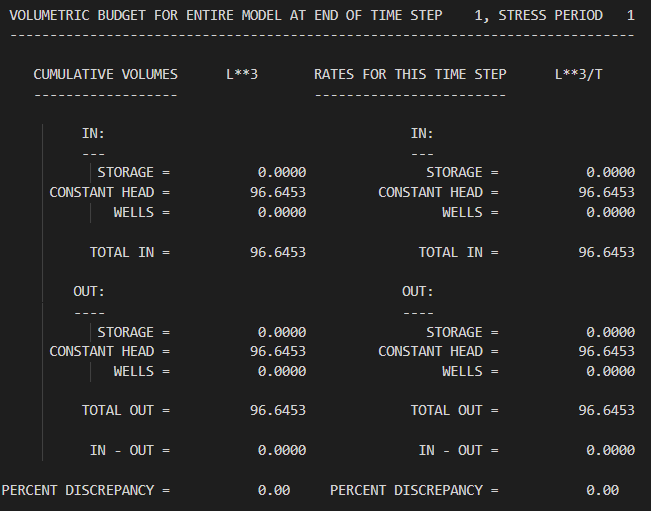 VOLUMETRIC BUDGET FOR ENTIRE MODEL AT END OF TIME STEP    1, STRESS PERIOD   1
------------------------------------------------------------------------------
CUMULATIVE VOLUMES      L**3       RATES FOR THIS TIME STEP      L**3/T
------------------                 ------------------------
IN:                                      IN:
---                                      ---
STORAGE =           0.0000               STORAGE =           0.0000
CONSTANT HEAD =          96.6453         CONSTANT HEAD =          96.6453
WELLS =           0.0000                 WELLS =           0.0000
TOTAL IN =          96.6453              TOTAL IN =          96.6453
OUT:                                     OUT:
----                                     ----
STORAGE =           0.0000               STORAGE =           0.0000
CONSTANT HEAD =          96.6453         CONSTANT HEAD =          96.6453
WELLS =           0.0000                 WELLS =           0.0000
TOTAL OUT =          96.6453             TOTAL OUT =          96.6453
IN - OUT =           0.0000              IN - OUT =           0.0000
PERCENT DISCREPANCY =           0.00     PERCENT DISCREPANCY =           0.00